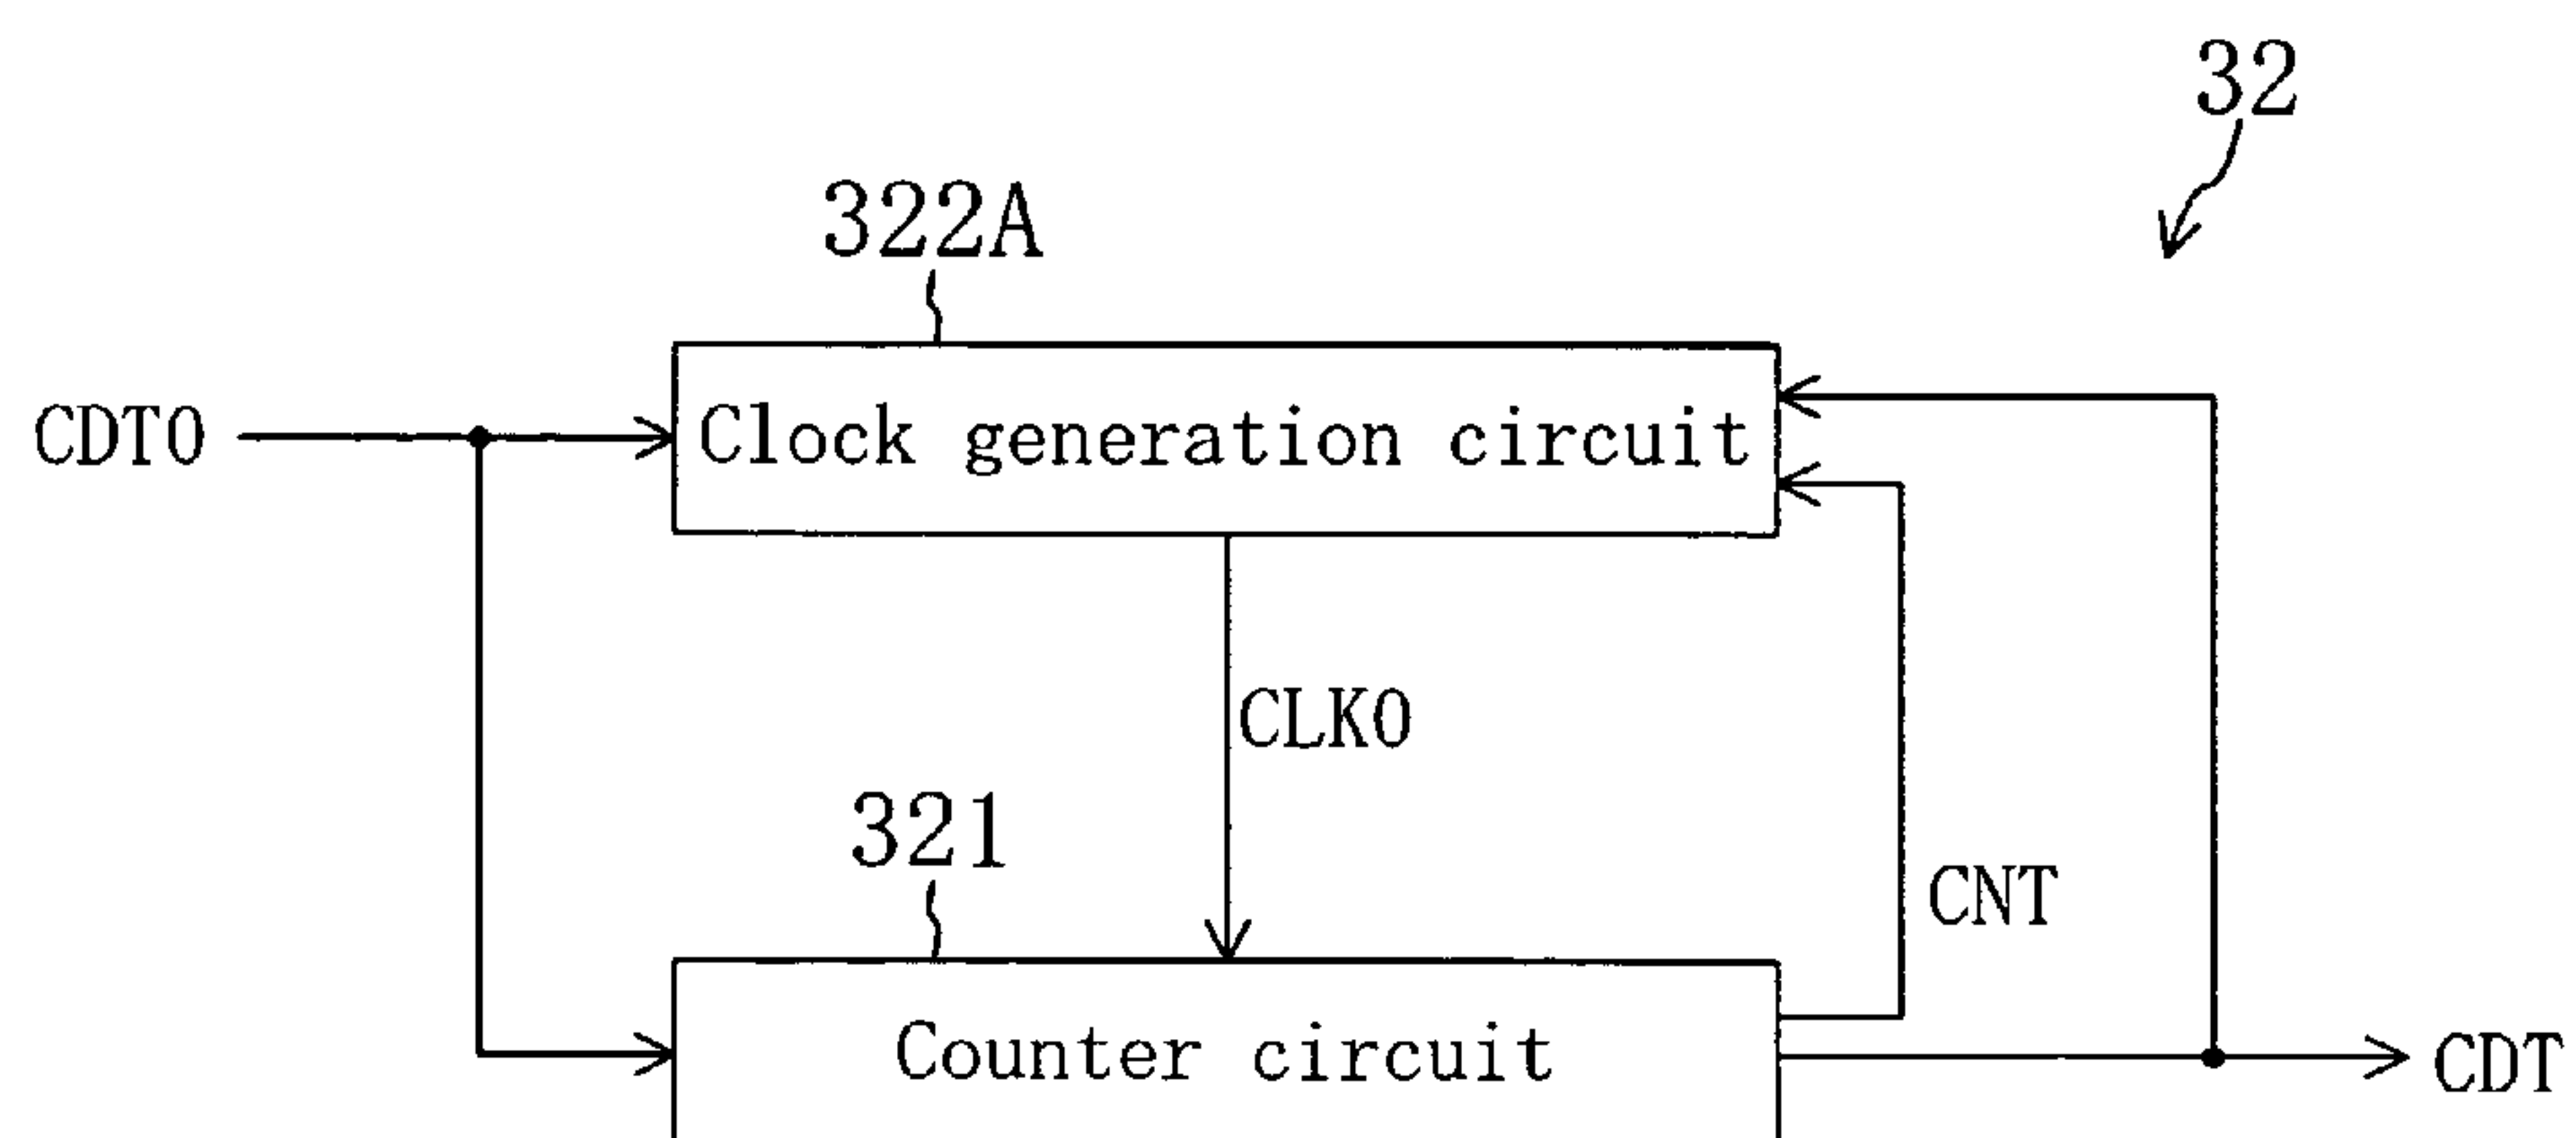 32
322A
CDT0
Clock generation circuit
CLK0
321
CNT
Counter circuit
CDT